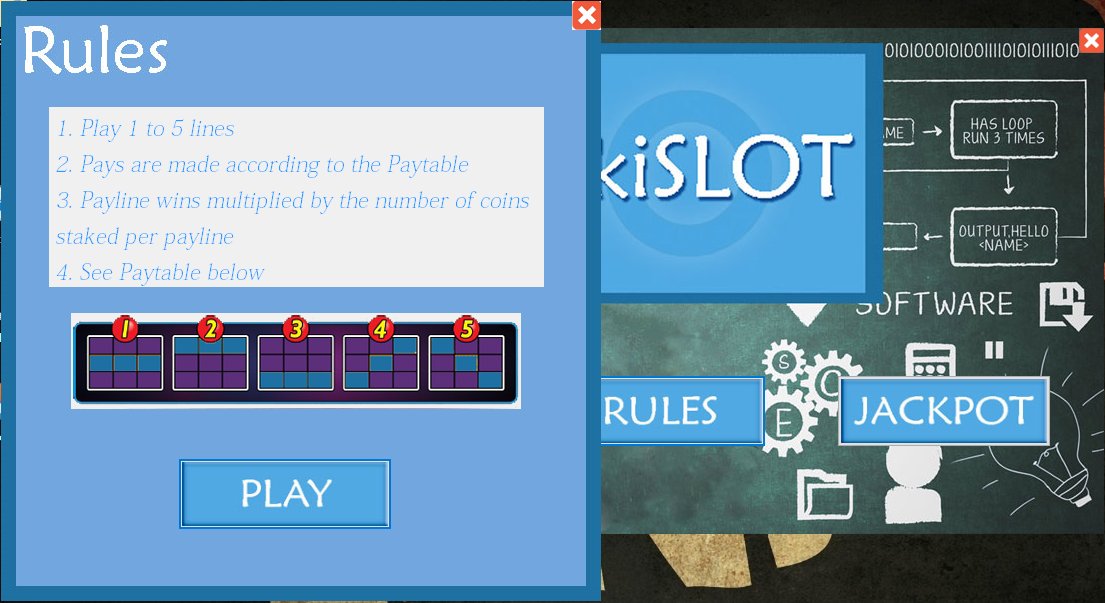 Rules
1. Play 1 to 5 lines
2. Pays are made according to the Paytable
3. Payline wins multiplied by the number of coins
staked per payline
4. See Paytable below
1 2 3 4 5
PLAY
kiSLOT
HAS LOOP
RUN 3 TIMES
OUTPUT,HELLO
<NAME>
SOFTWARE
S
C
E
RULES
JACKPOT